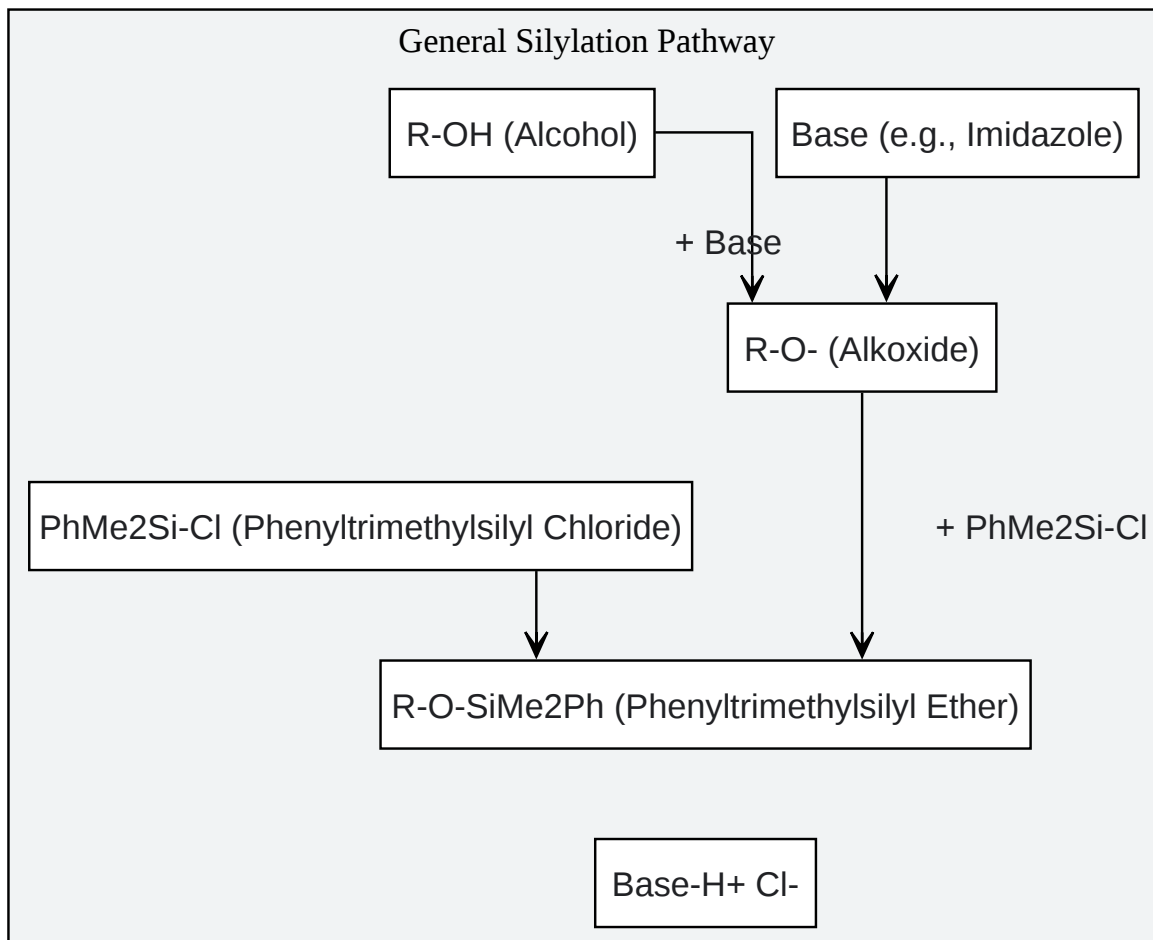 General Silylation Pathway
R-OH (Alcohol)
Base (e.g., Imidazole)
+ Base
R-O- (Alkoxide)
PhMe2Si-Cl (Phenyltrimethylsilyl Chloride)
+ PhMe2Si-Cl
R-O-SiMe2Ph (Phenyltrimethylsilyl Ether)
Base-H+ Cl-